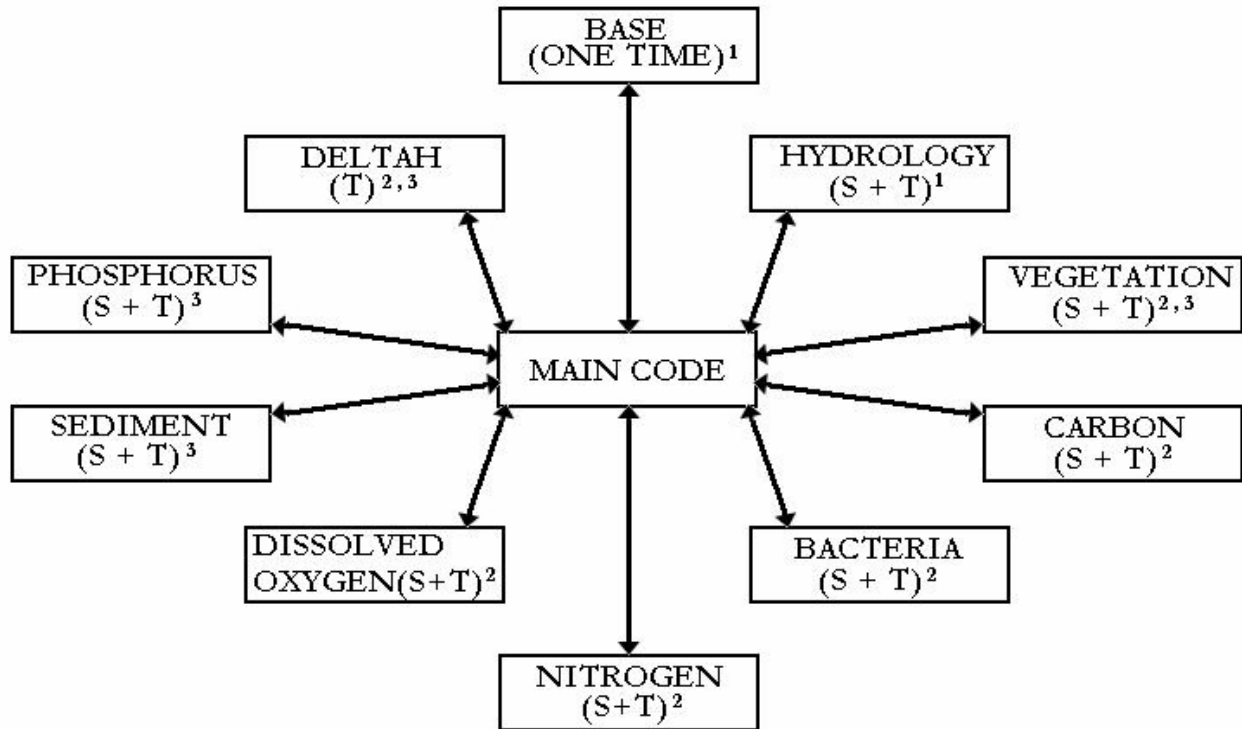 BASE
(ONE TIME)¹
DELTAH
(T)²,³
HYDROLOGY
(S + T)¹
PHOSPHORUS
(S + T)³
VEGETATION
(S + T)²,³
MAIN CODE
SEDIMENT
(S + T)³
CARBON
(S + T)²
DISSOLVED
OXYGEN(S+T)²
BACTERIA
(S + T)²
NITROGEN
(S+T)²